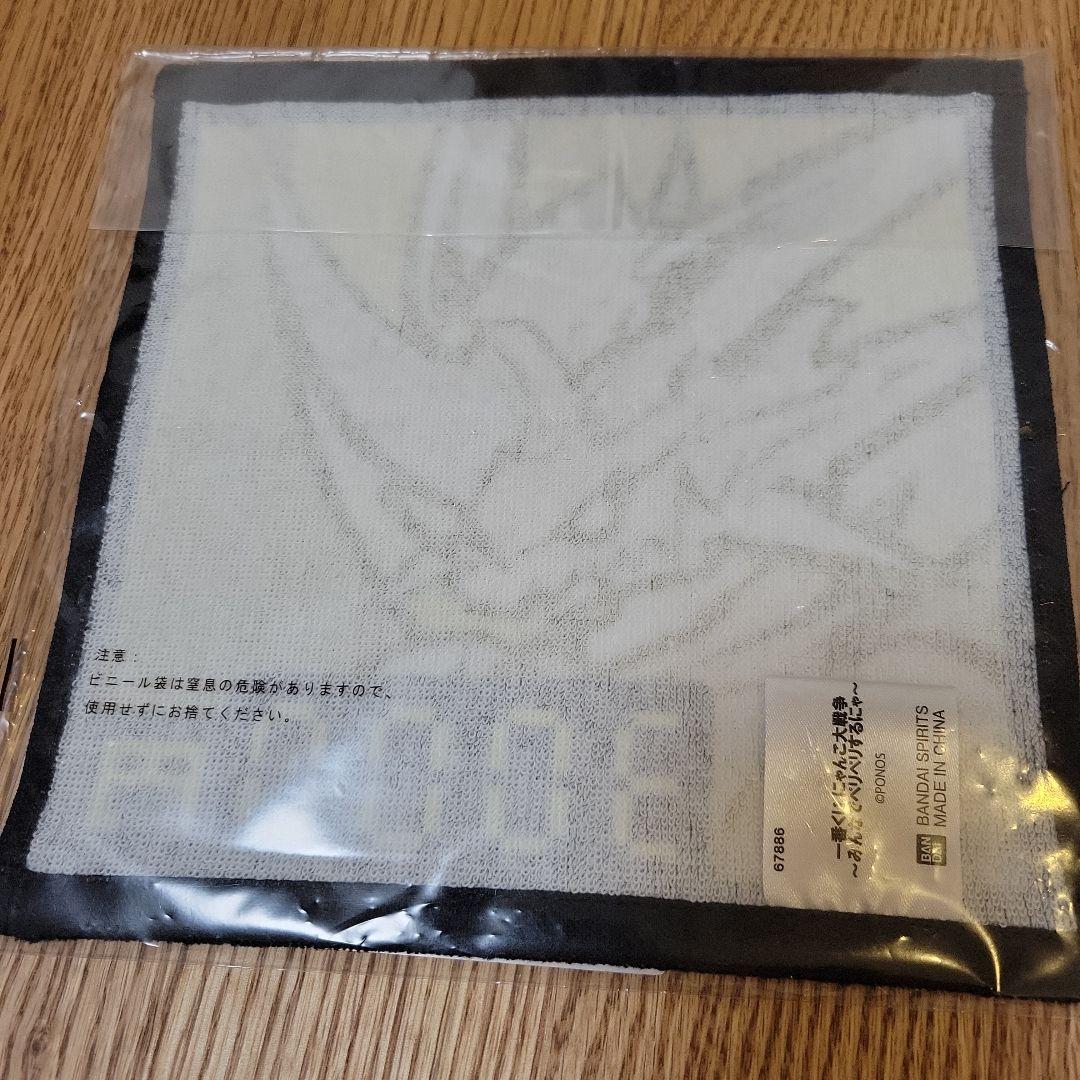 注意：
ビニール袋は窒息の危険がありますので、
使用せずにお捨てください。
67886
一番くじ にゃんこ大戦争
～みんなでペリペリするにゃ～
©PONOS
BAN
DAI
BANDAI SPIRITS
MADE IN CHINA